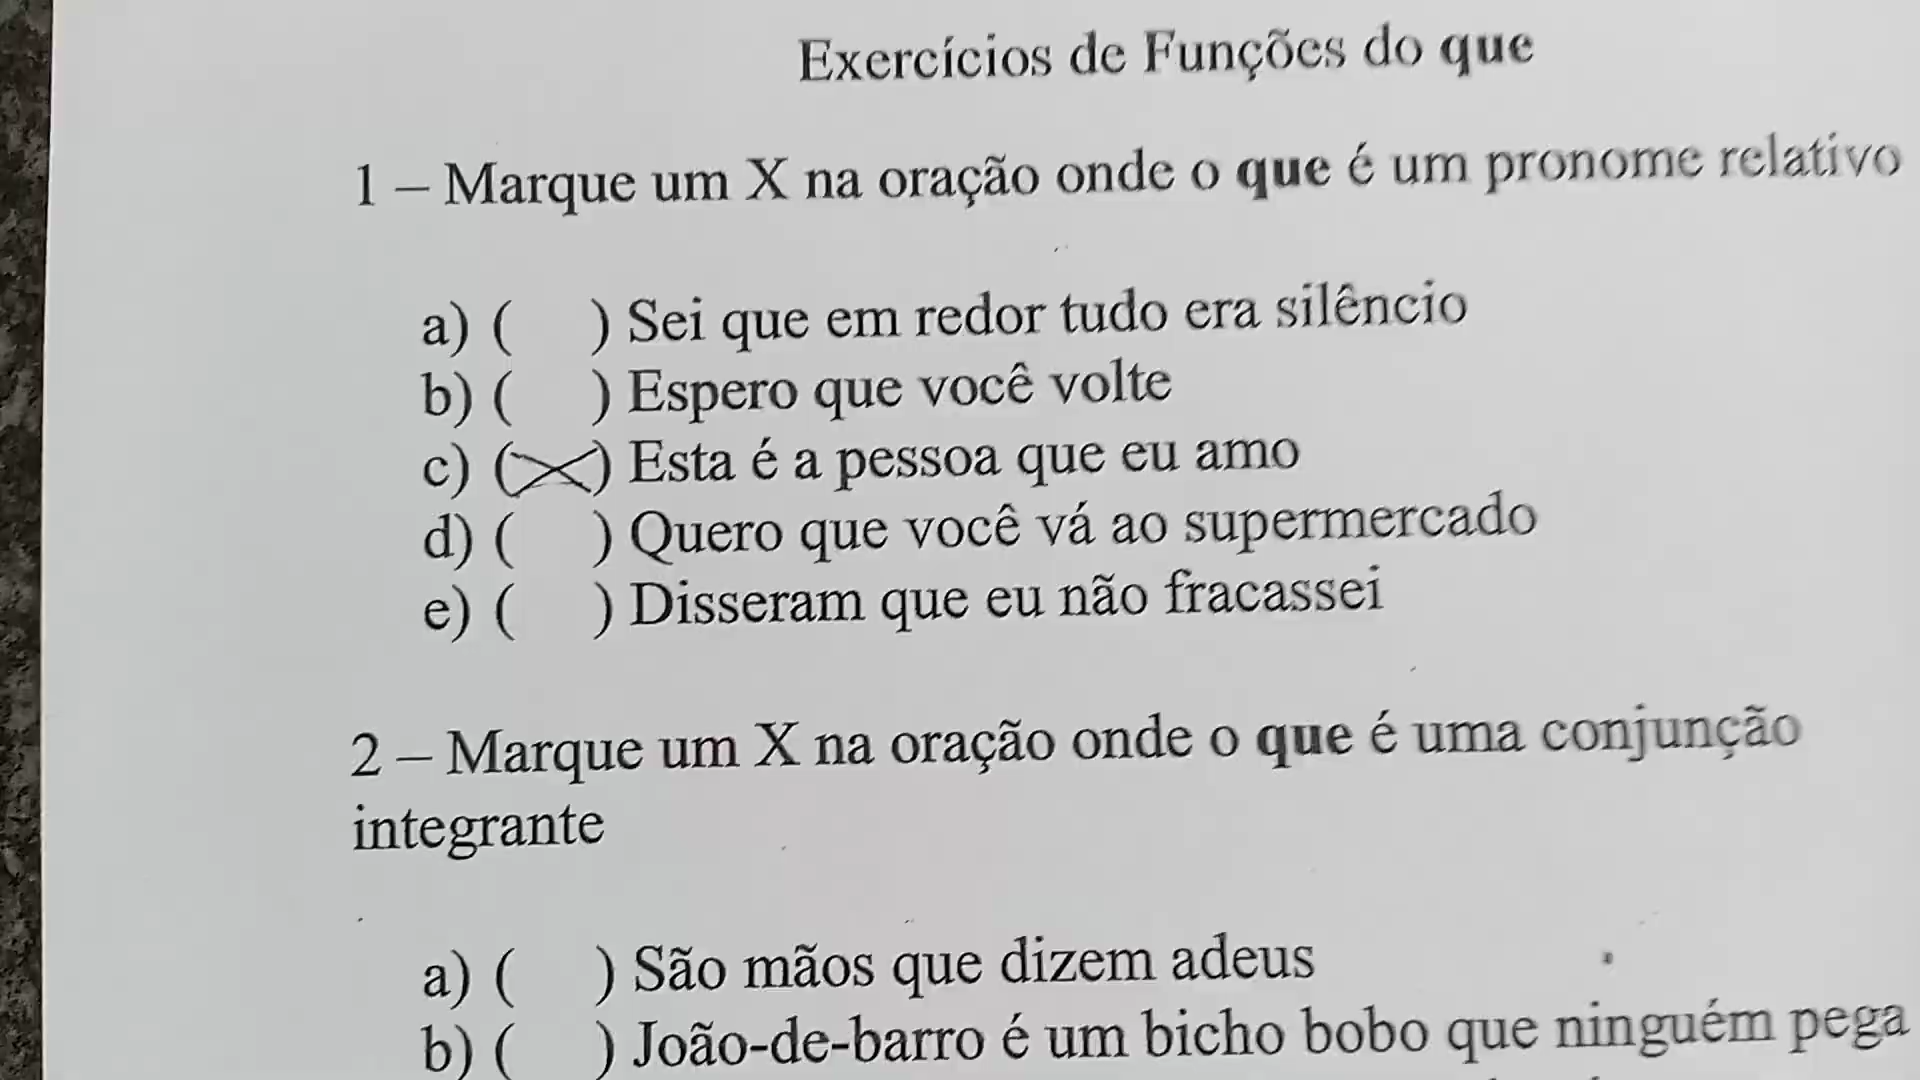 Exercícios de Funções do que
1 – Marque um X na oração onde o que é um pronome relativo
a) ( ) Sei que em redor tudo era silêncio
b) ( ) Espero que você volte
c) (X) Esta é a pessoa que eu amo
d) ( ) Quero que você vá ao supermercado
e) ( ) Disseram que eu não fracassei
2 – Marque um X na oração onde o que é uma conjunção
integrante
a) ( ) São mãos que dizem adeus
b) ( ) João-de-barro é um bicho bobo que ninguém pega